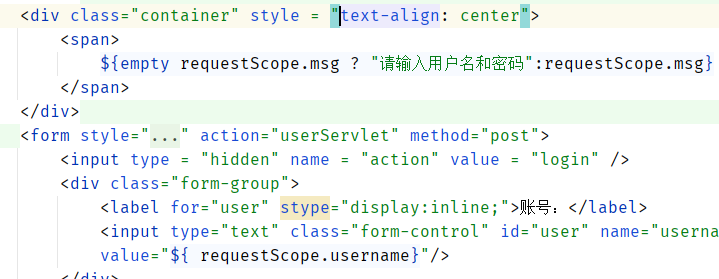 <div class="container" style = "text-align: center">
<span>
${empty requestScope.msg ? "请输入用户名和密码":requestScope.msg}
</span>
</div>
<form style="..." action="userServlet" method="post">
<input type = "hidden" name = "action" value = "login" />
<div class="form-group">
<label for="user" stype="display:inline;">账号：</label>
<input type="text" class="form-control" id="user" name="userna
value="${ requestScope.username}"/>
</div>